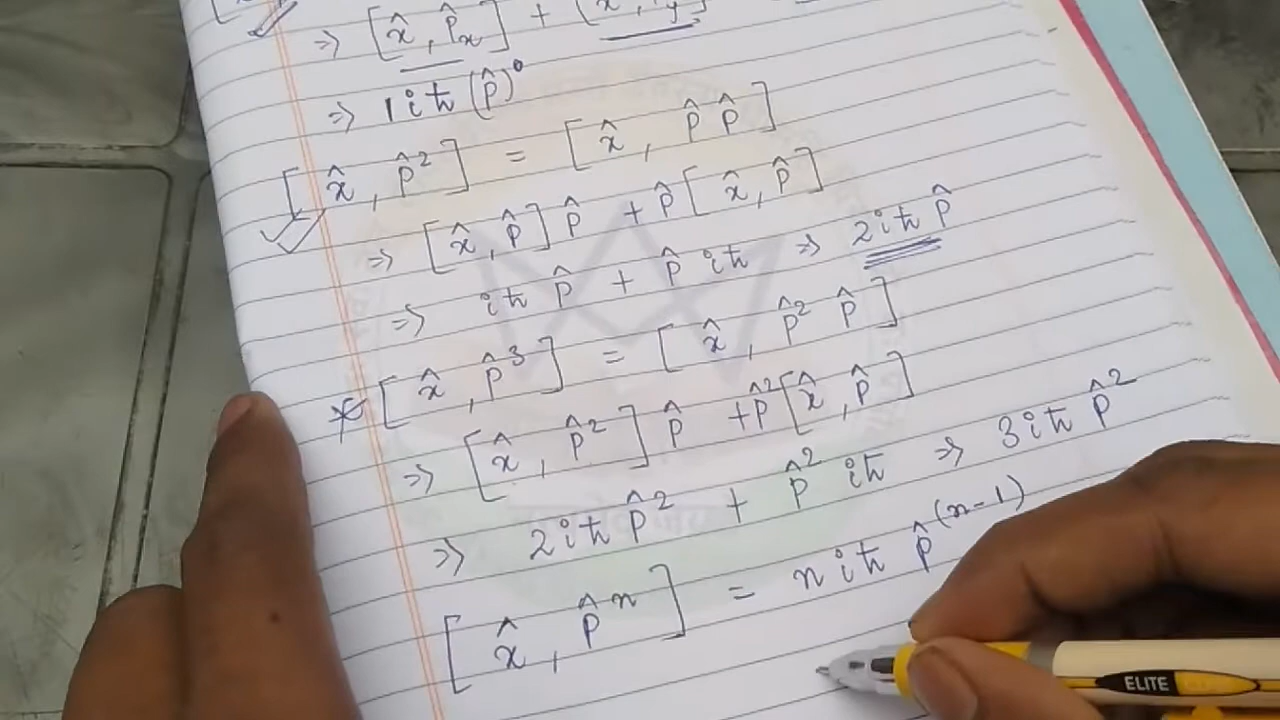 ⇒ [x̂, p̂ₓ] + [x̂, p̂ᵧ]
⇒ 1iħ (p̂)⁰
[x̂, p̂²] = [x̂, p̂ p̂]
⇒ [x̂, p̂] p̂ + p̂ [x̂, p̂]
⇒ iħ p̂ + p̂ iħ ⇒ 2iħ p̂
* [x̂, p̂³] = [x̂, p̂² p̂]
⇒ [x̂, p̂²] p̂ + p̂² [x̂, p̂]
⇒ 2iħ p̂² + p̂² iħ ⇒ 3iħ p̂²
[x̂, p̂ⁿ] = n iħ p̂⁽ⁿ⁻¹⁾
ELITE